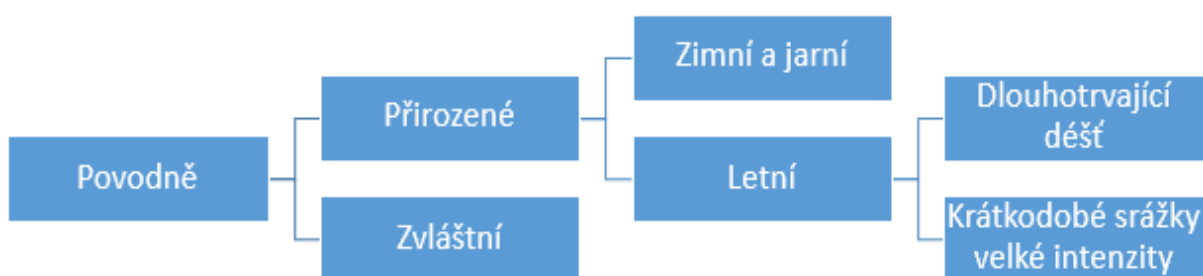 Povodně
Přirozené
Zvláštní
Zimní a jarní
Letní
Dlouhotrvající
déšť
Krátkodobé srážky
velké intenzity